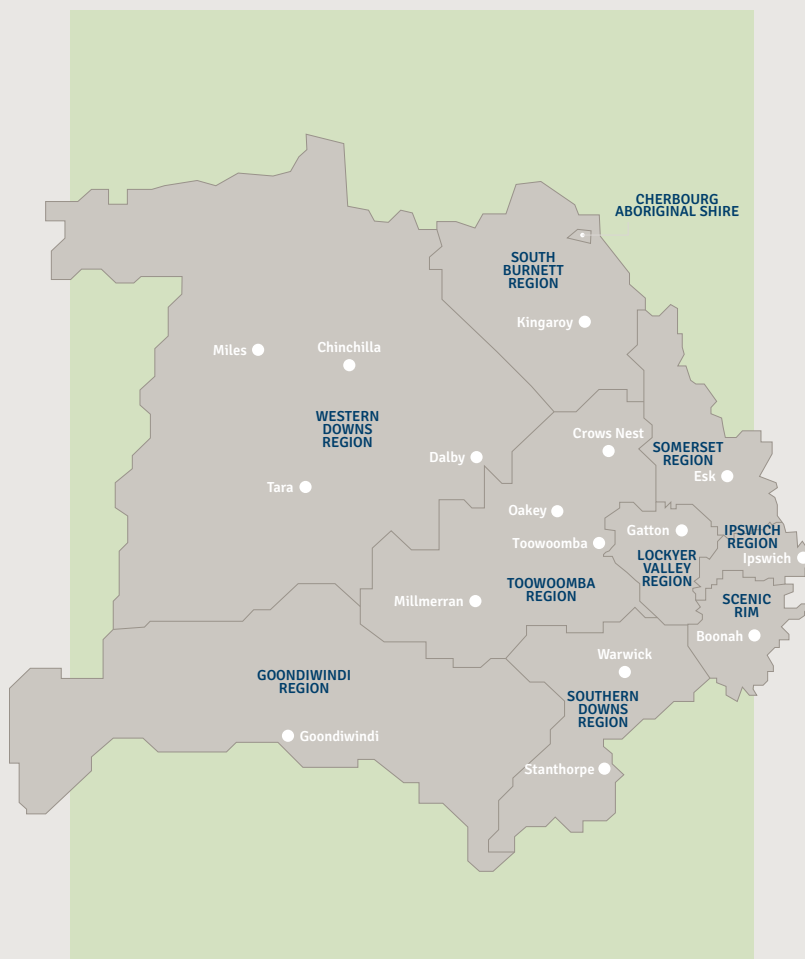 CHERBOURG
ABORIGINAL SHIRE
SOUTH
BURNETT
REGION
Kingaroy
Miles
Chinchilla
WESTERN
DOWNS
REGION
Crows Nest
SOMERSET
REGION
Dalby
Esk
Tara
Oakey
Gatton
IPSWICH
REGION
Toowoomba
Ipswich
LOCKYER
VALLEY
REGION
TOOWOOMBA
REGION
Millmerran
SCENIC
RIM
Boonah
Warwick
GOONDIWINDI
REGION
SOUTHERN
DOWNS
REGION
Goondiwindi
Stanthorpe